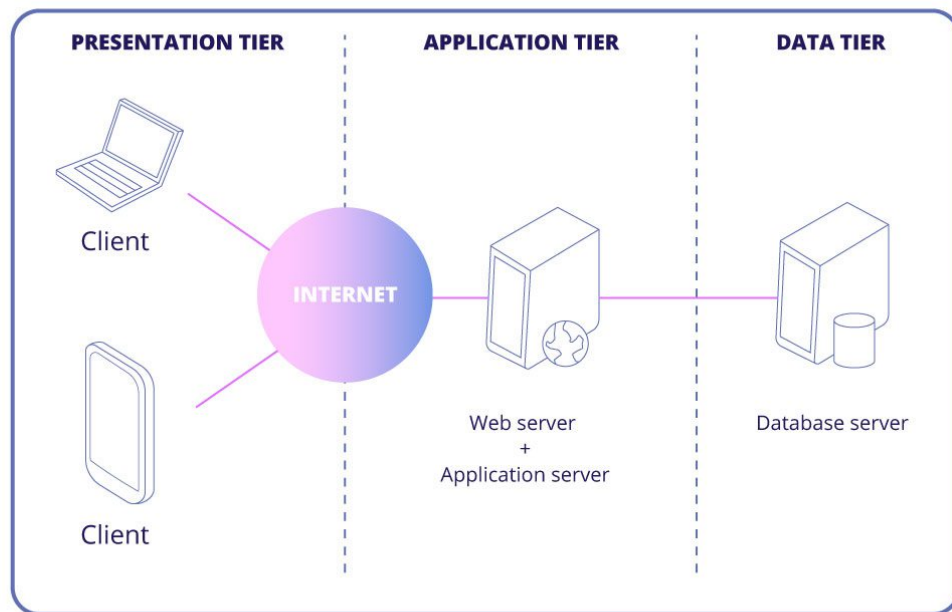 PRESENTATION TIER
APPLICATION TIER
DATA TIER
Client
INTERNET
Client
Web server
+
Application server
Database server